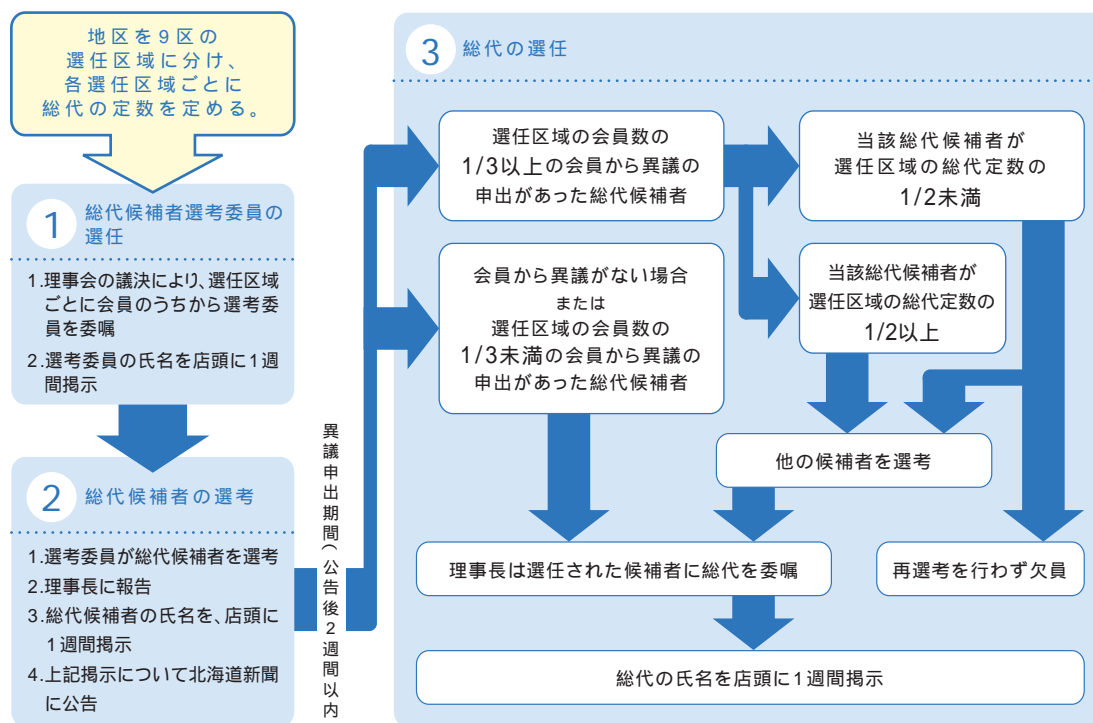 地区を9区の
選任区域に分け、
各選任区域ごとに
総代の定数を定める。
1 総代候補者選考委員の
選任
1.理事会の議決により、選任区域
ごとに会員のうちから選考委
員を委嘱
2.選考委員の氏名を店頭に1週
間掲示
2 総代候補者の選考
1.選考委員が総代候補者を選考
2.理事長に報告
3.総代候補者の氏名を、店頭に
1週間掲示
4.上記掲示について北海道新聞
に公告
異議申出期間(公告後2週間以内
3 総代の選任
選任区域の会員数の
1/3以上の会員から異議の
申出があった総代候補者
当該総代候補者が
選任区域の総代定数の
1/2未満
会員から異議がない場合
または
選任区域の会員数の
1/3未満の会員から異議の
申出があった総代候補者
当該総代候補者が
選任区域の総代定数の
1/2以上
他の候補者を選考
理事長は選任された候補者に総代を委嘱
再選考を行わず欠員
総代の氏名を店頭に1週間掲示